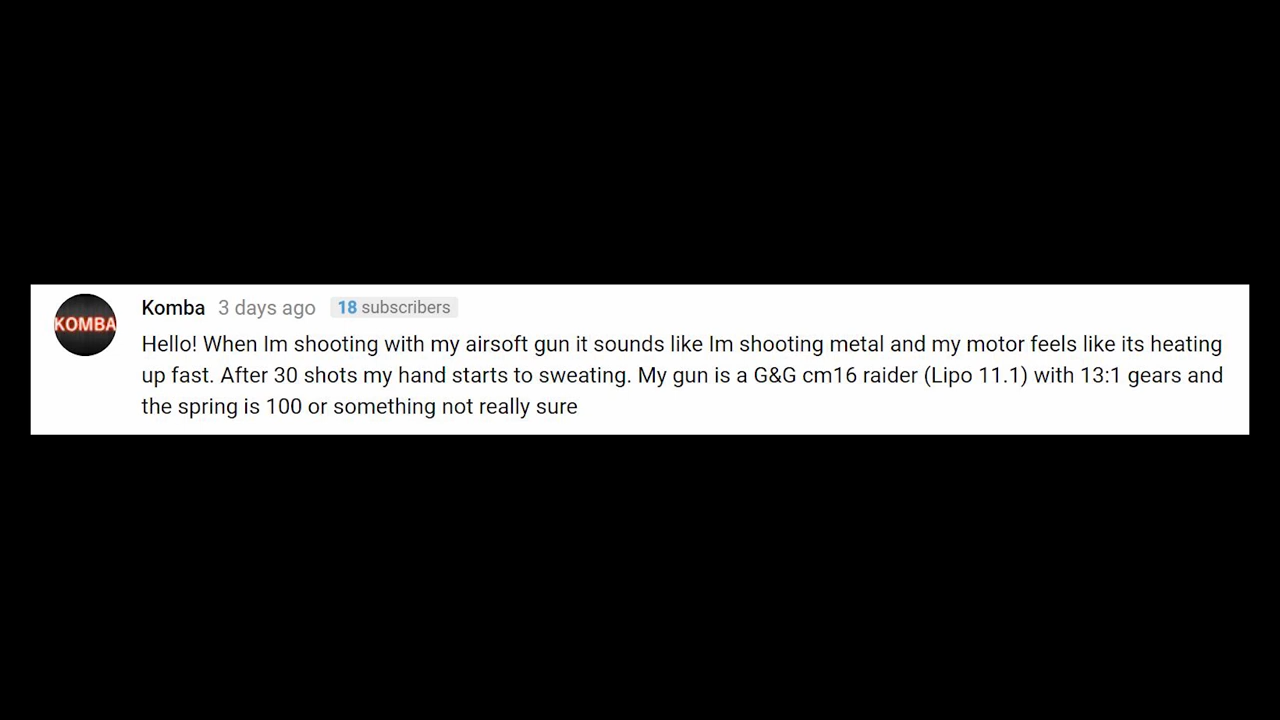 KOMBA
Komba 3 days ago 18 subscribers
Hello! When Im shooting with my airsoft gun it sounds like Im shooting metal and my motor feels like its heating
up fast. After 30 shots my hand starts to sweating. My gun is a G&G cm16 raider (Lipo 11.1) with 13:1 gears and
the spring is 100 or something not really sure